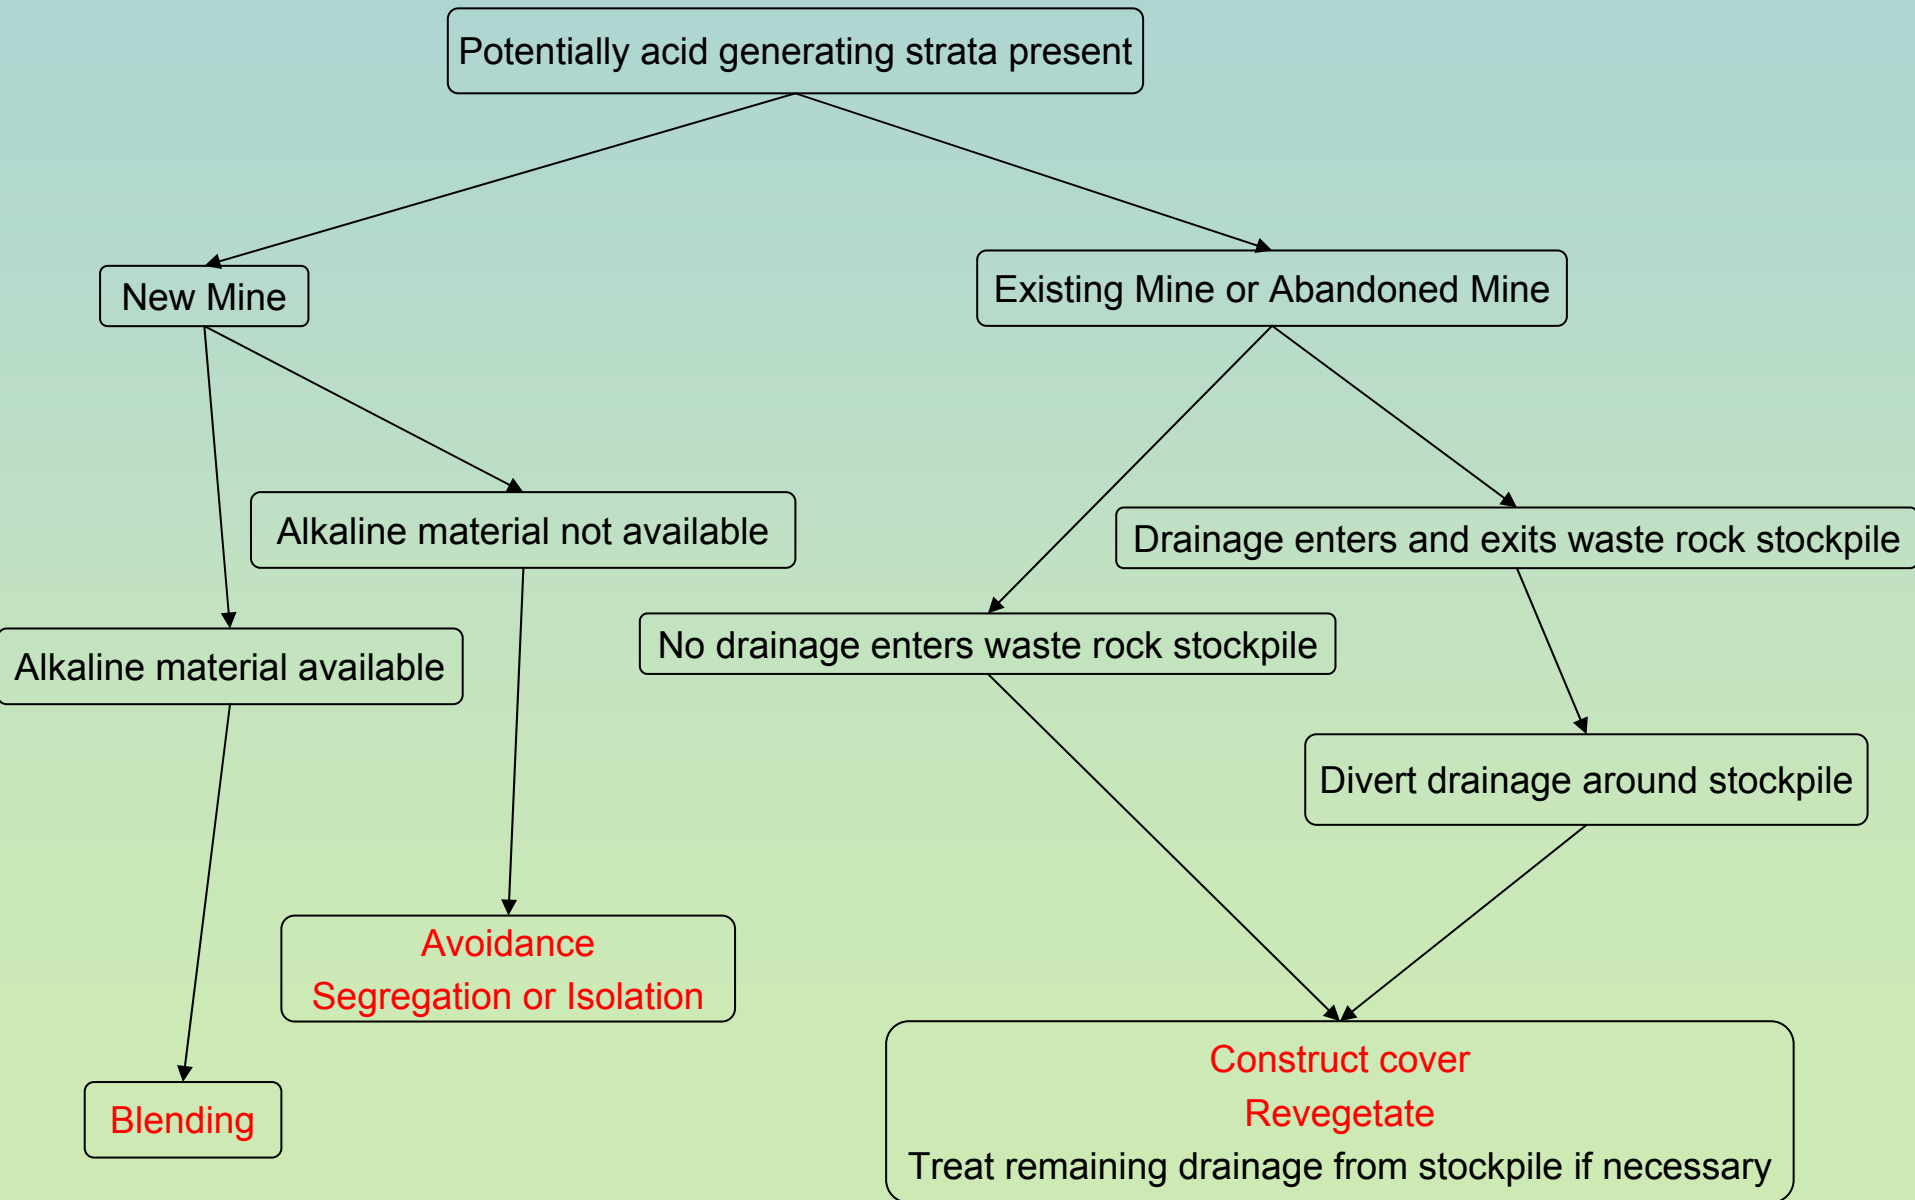 Potentially acid generating strata present
New Mine
Existing Mine or Abandoned Mine
Alkaline material not available
Drainage enters and exits waste rock stockpile
No drainage enters waste rock stockpile
Alkaline material available
Divert drainage around stockpile
Avoidance
Segregation or Isolation
Construct cover
Revegetate
Treat remaining drainage from stockpile if necessary
Blending